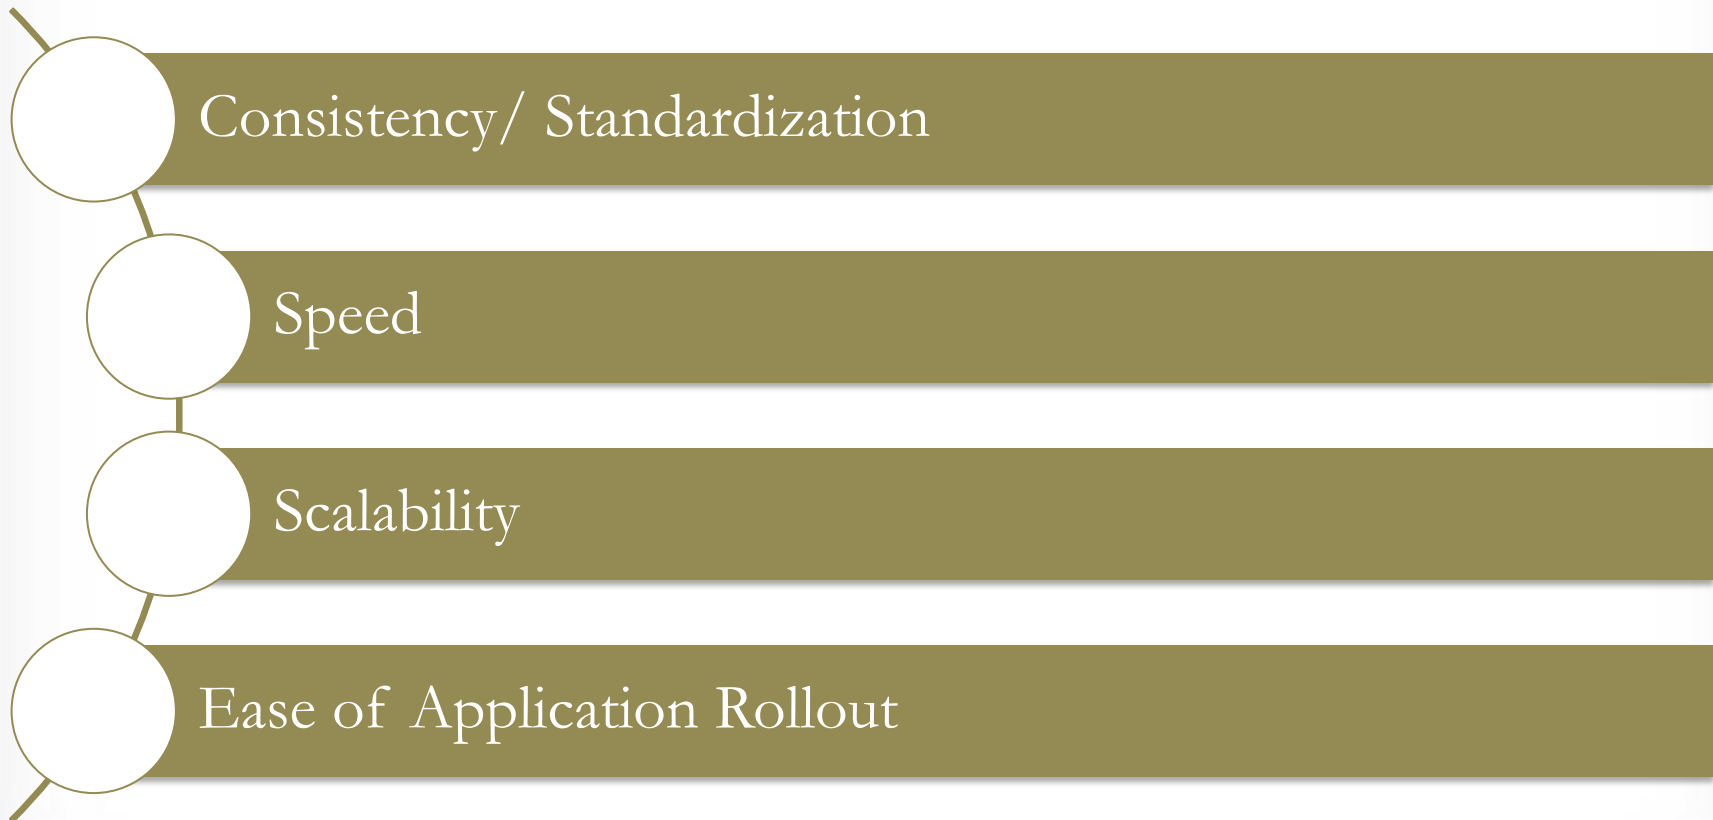 Consistency/ Standardization
Speed
Scalability
Ease of Application Rollout